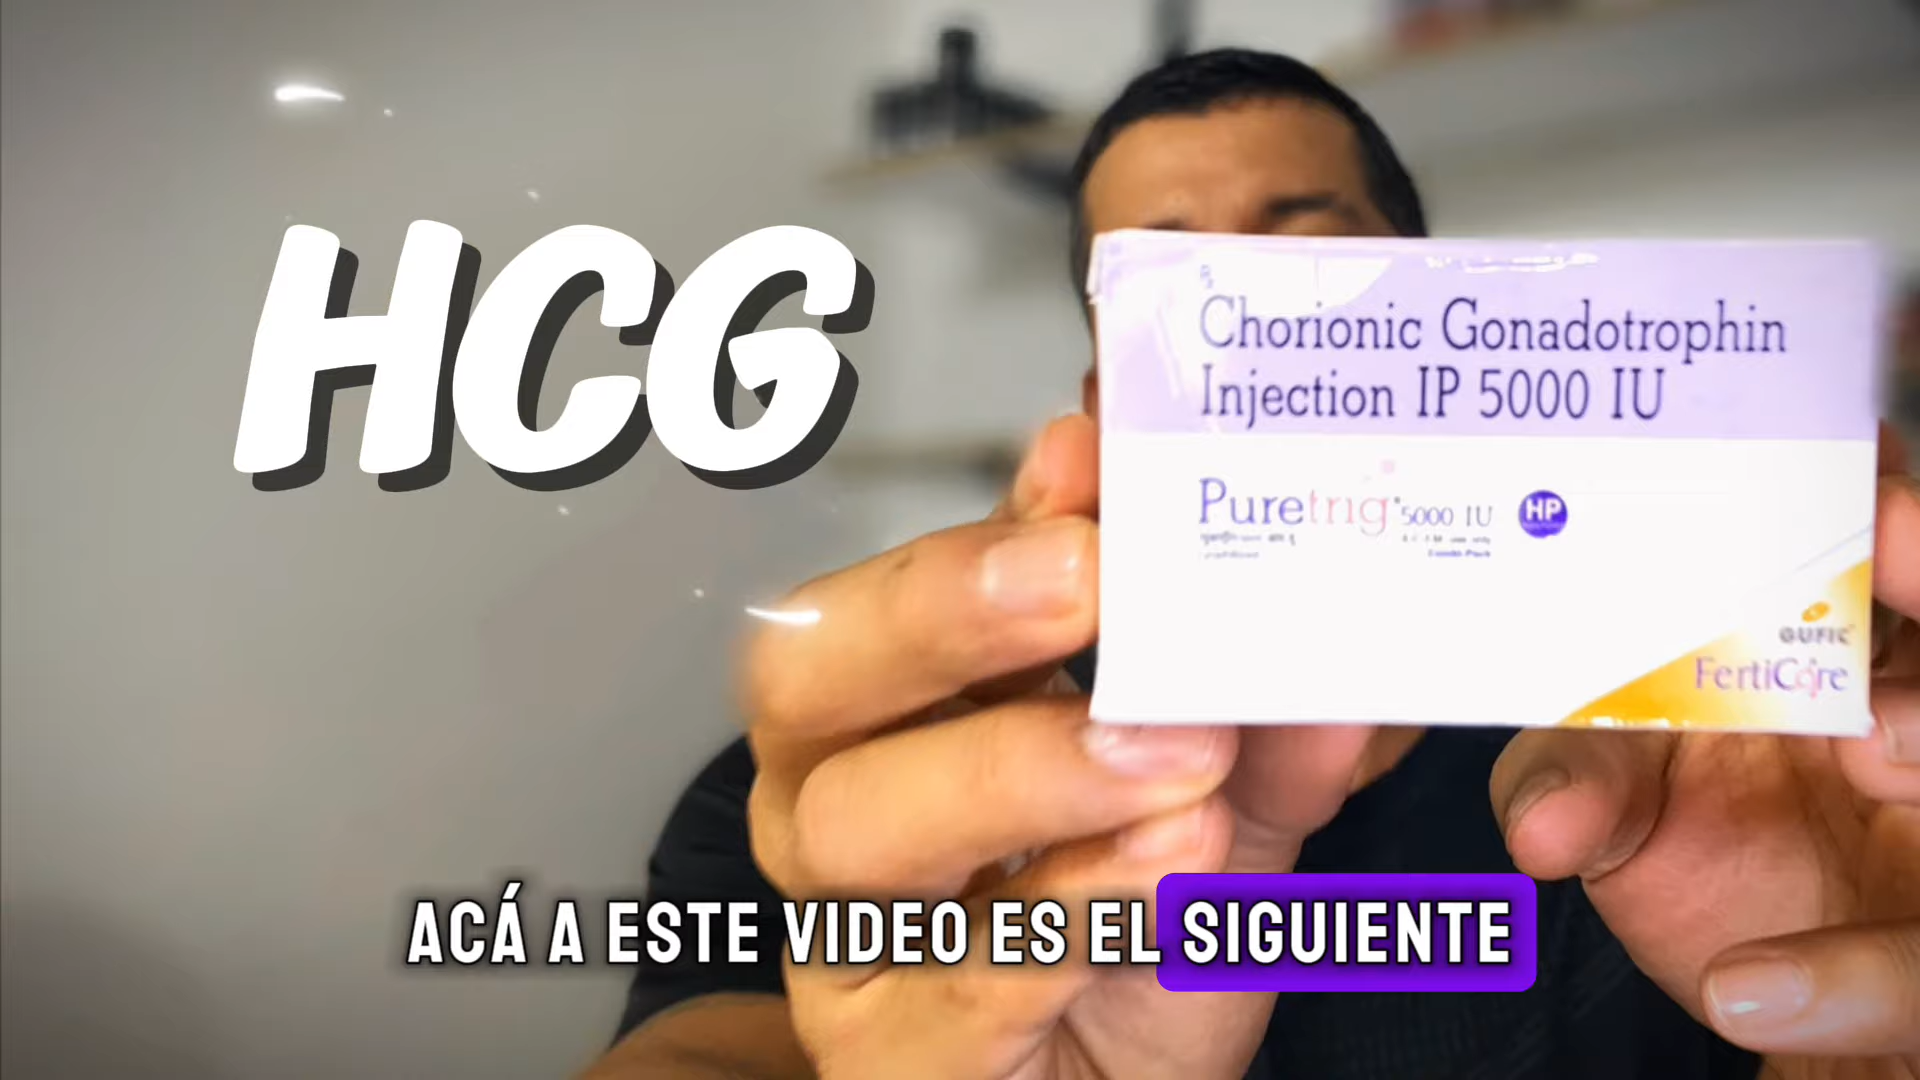 HCG
Chorionic Gonadotrophin
Injection IP 5000 IU
Puretrig 5000 IU
HP
GUFIC
FertiCare
ACÁ A ESTE VIDEO ES EL SIGUIENTE